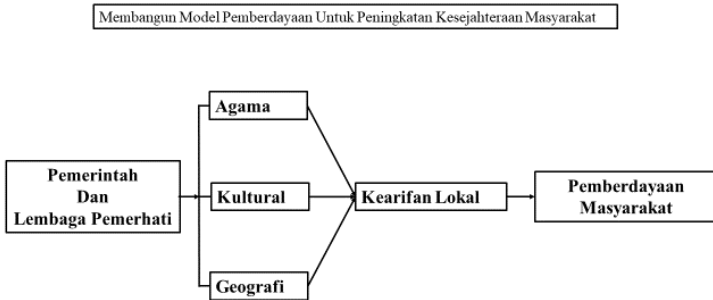 Membangun Model Pemberdayaan Untuk Peningkatan Kesejahteraan Masyarakat
Agama
Pemerintah
Dan
Lembaga Pemerhati
Kultural
Kearifan Lokal
Pemberdayaan
Masyarakat
Geografi